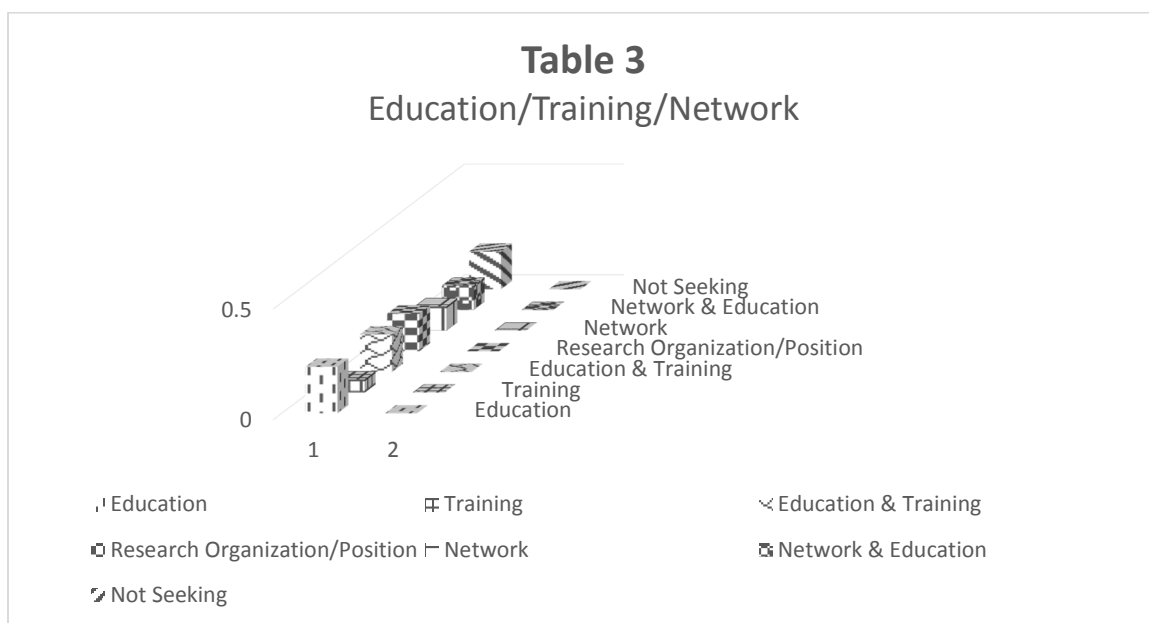 Table 3
Education/Training/Network
0.5
0
1
2
Not Seeking
Network & Education
Network
Research Organization/Position
Education & Training
Training
Education
Education
Training
Education & Training
Research Organization/Position
Network
Network & Education
Not Seeking